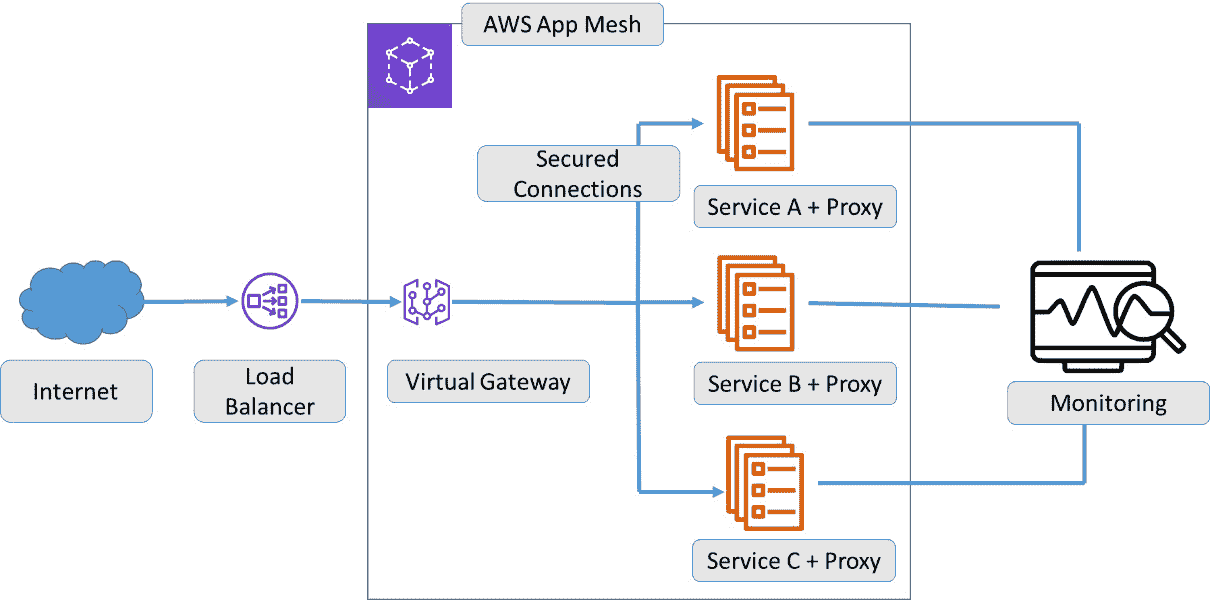 AWS App Mesh
Secured
Connections
Service A + Proxy
Internet
Load
Balancer
Virtual Gateway
Service B + Proxy
Monitoring
Service C + Proxy